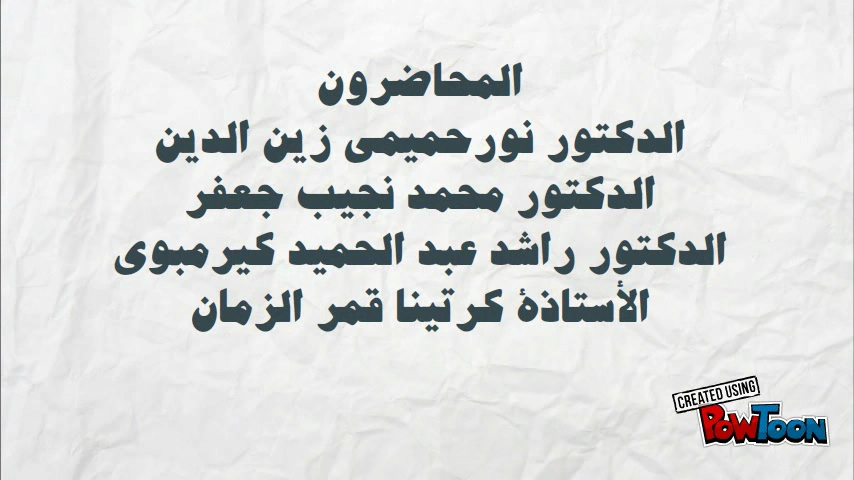 المحاضرون
الدكتور نورحميمى زين الدين
الدكتور محمد نجيب جعفر
الدكتور راشد عبد الحميد كيرمبوى
الأستاذة كرتينا قمر الزمان
CREATED USING
POWTOON